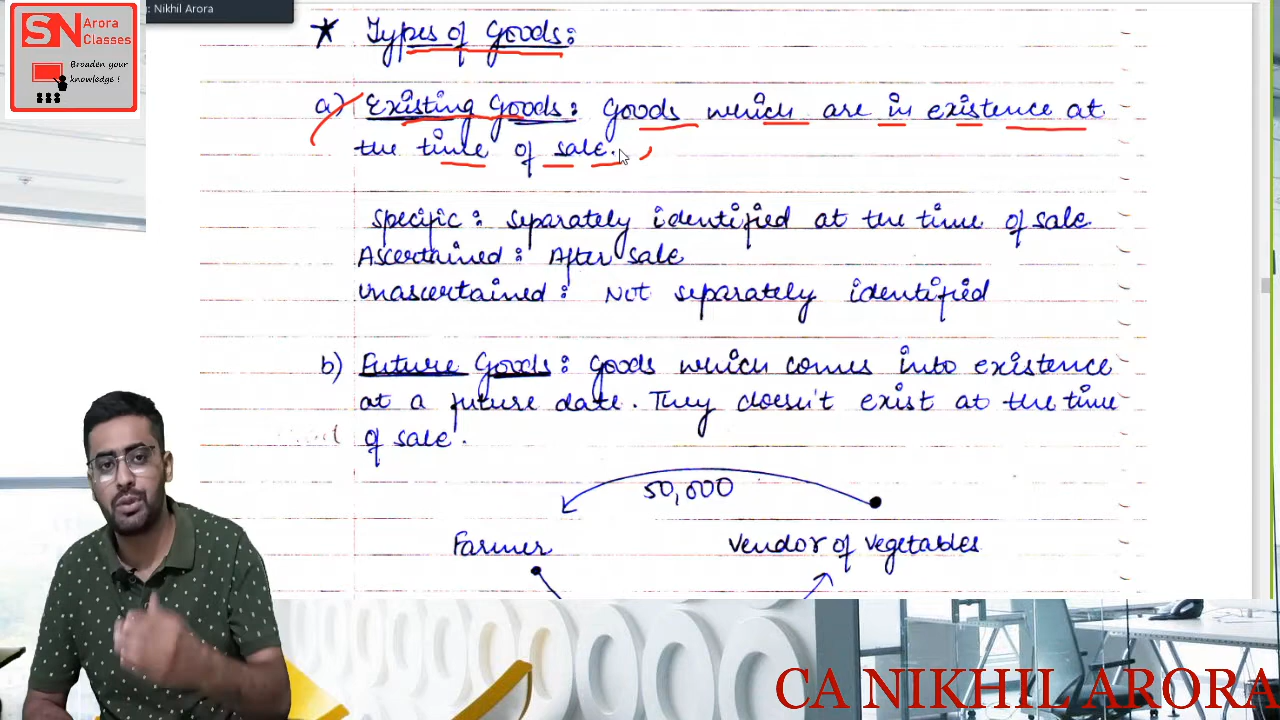 : Nikhil Arora
SN Arora
Classes
Broaden your
knowledge !
★ Types of Goods:
a) Existing Goods: Goods which are in existence at
the time of sale.
Specific: Separately identified at the time of sale
Ascertained: After sale
Unascertained: Not separately identified
b) Future Goods: Goods which comes into existence
at a future date. They doesn't exist at the time
of sale.
50,000
Farmer
Vendor of vegetables
CA NIKHIL ARORA